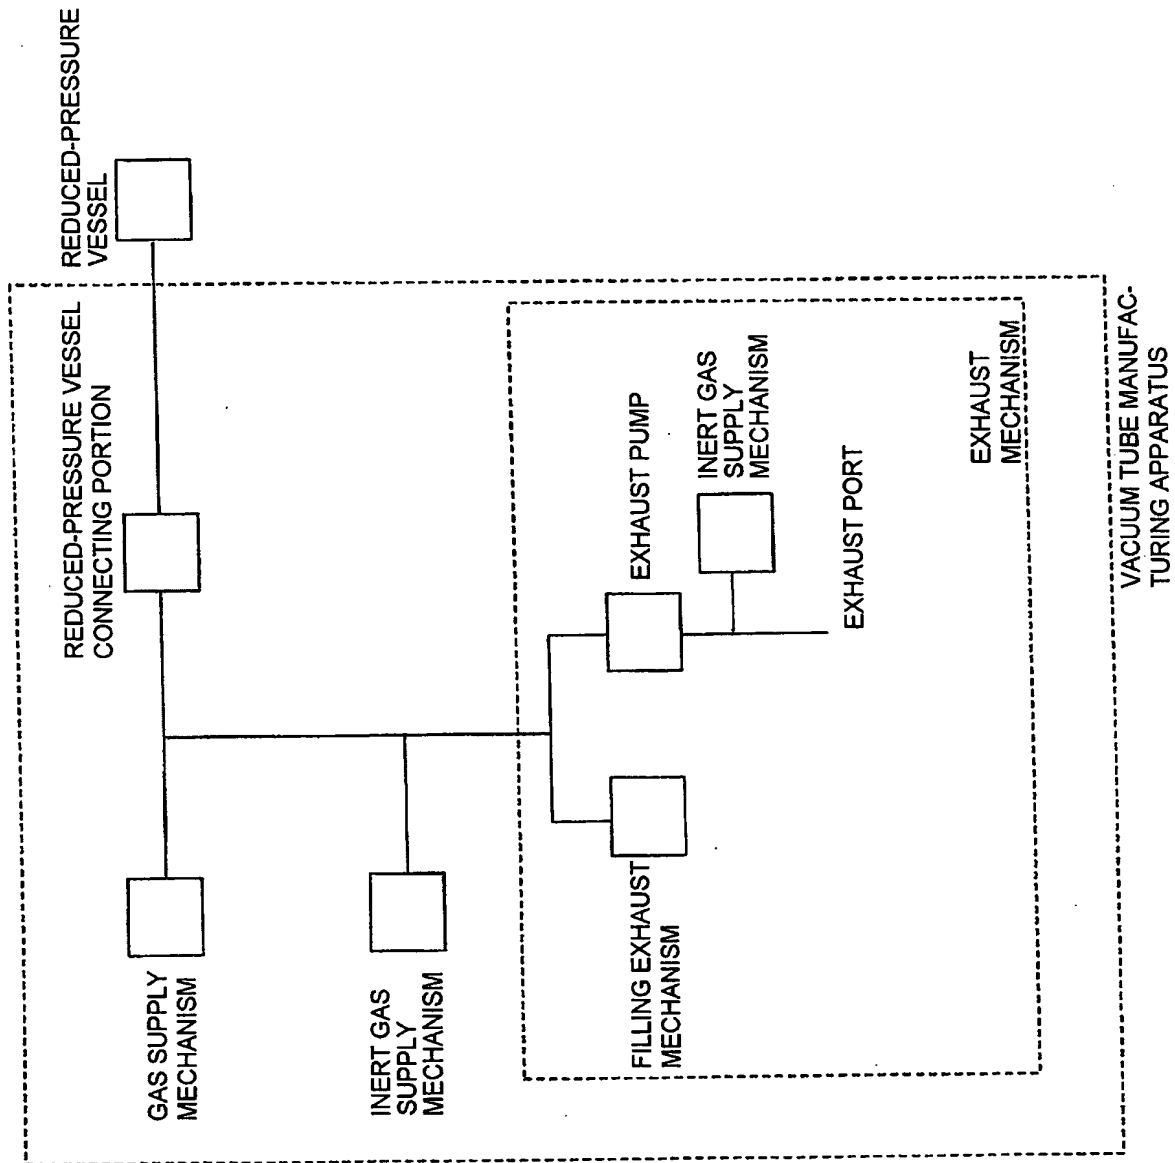 REDUCED-PRESSURE VESSEL
CONNECTING PORTION
REDUCED-PRESSURE
VESSEL
GAS SUPPLY
MECHANISM
INERT GAS
SUPPLY
MECHANISM
FILLING EXHAUST
MECHANISM
EXHAUST PUMP
INERT GAS
SUPPLY
MECHANISM
EXHAUST PORT
EXHAUST
MECHANISM
VACUUM TUBE MANUFAC-
TURING APPARATUS